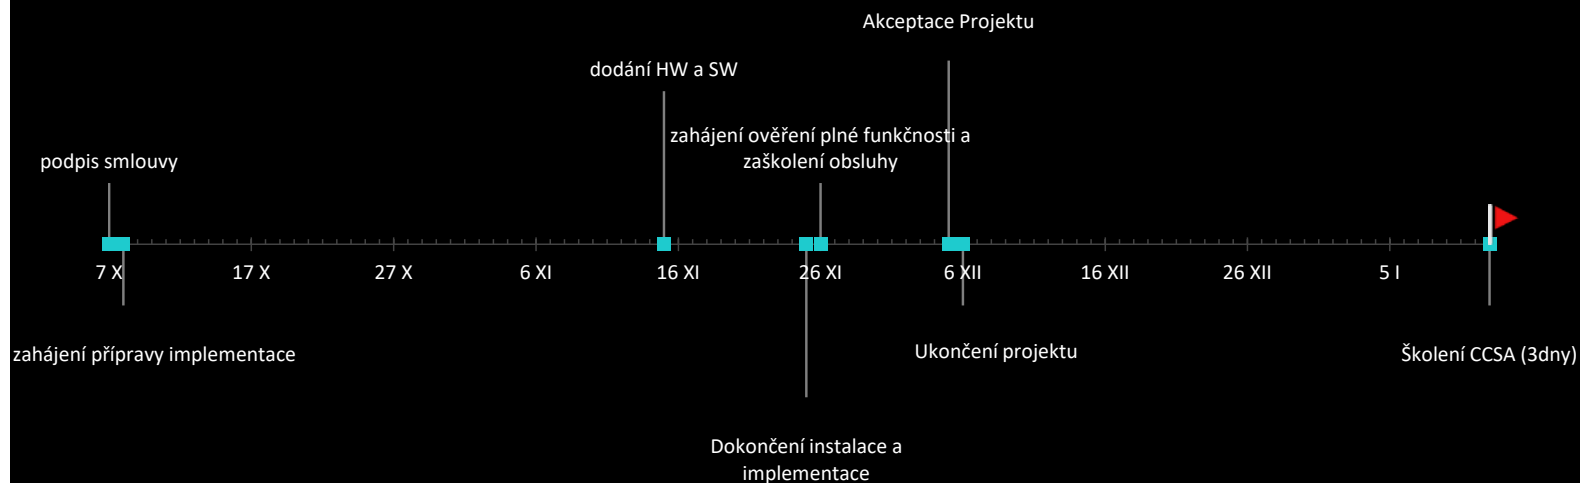 Akceptace Projektu
dodání HW a SW
zahájení ověření plné funkčnosti a
zaškolení obsluhy
podpis smlouvy
7 X
17 X
27 X
6 XI
16 XI
26 XI
6 XII
16 XII
26 XII
5 I
zahájení přípravy implementace
Ukončení projektu
Školení CCSA (3dny)
Dokončení instalace a
implementace